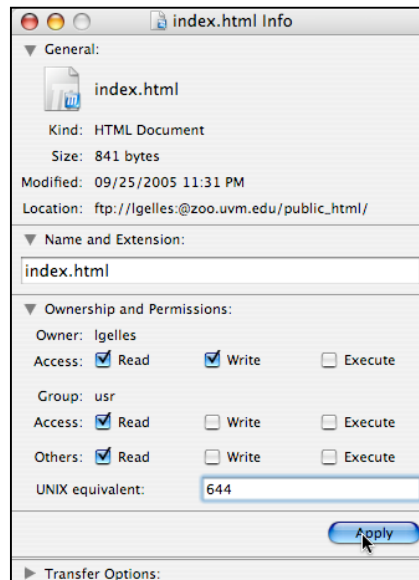 index.html Info
General:
index.html
Kind: HTML Document
Size: 841 bytes
Modified: 09/25/2005 11:31 PM
Location: ftp://lgelles:@zoo.uvm.edu/public_html/
Name and Extension:
index.html
Ownership and Permissions:
Owner: lgelles
Access: Read Write Execute
Group: usr
Access: Read Write Execute
Others: Read Write Execute
UNIX equivalent: 644
Apply
Transfer Options: